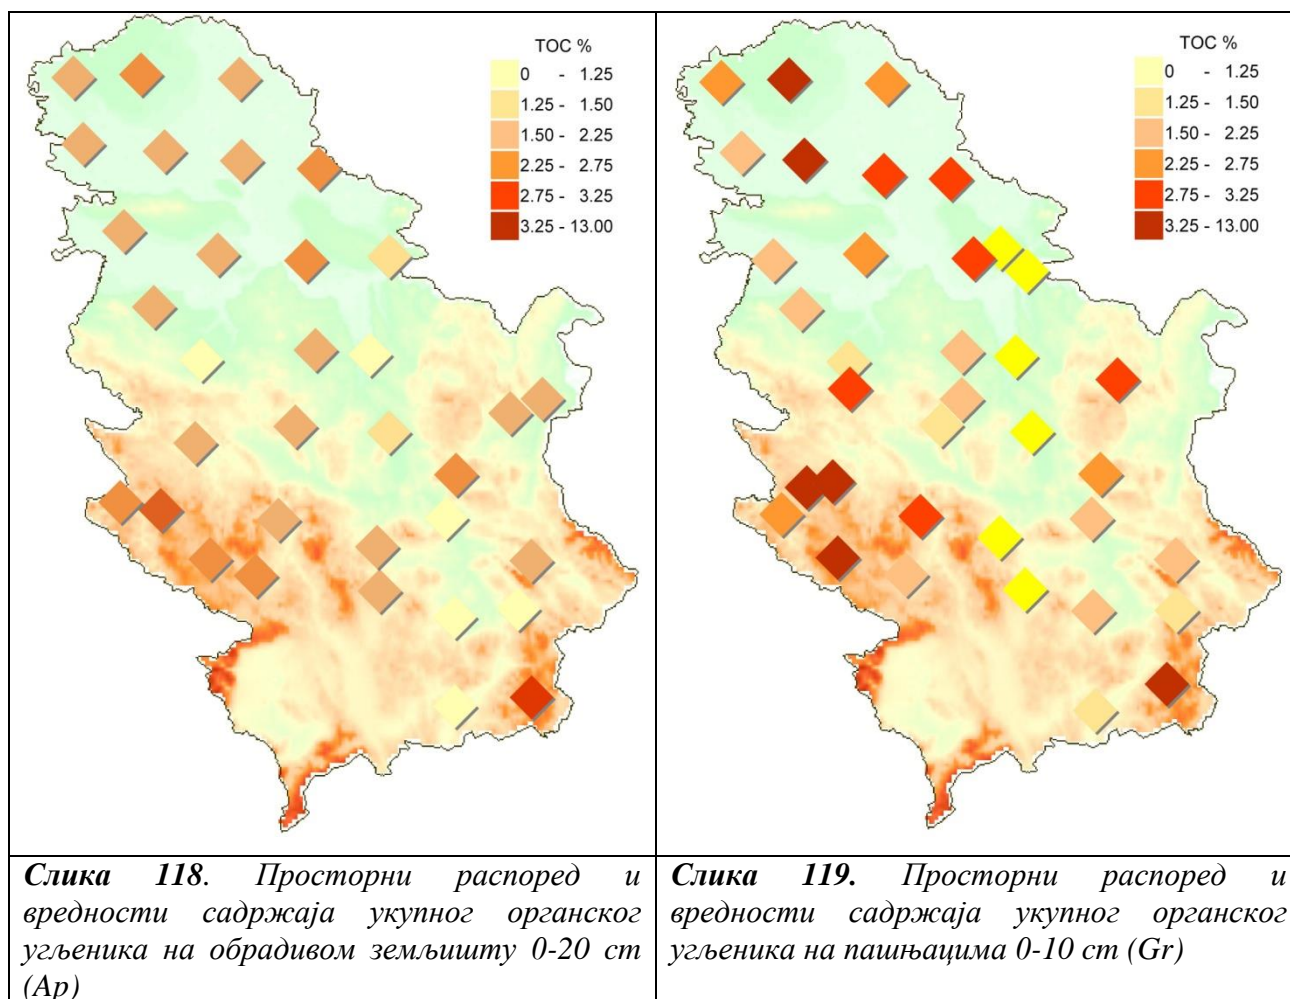 TOC %
0 - 1.25
1.25 - 1.50
1.50 - 2.25
2.25 - 2.75
2.75 - 3.25
3.25 - 13.00
TOC %
0 - 1.25
1.25 - 1.50
1.50 - 2.25
2.25 - 2.75
2.75 - 3.25
3.25 - 13.00
Слика 118. Просторни распоред и
вредности садржаја укупног органског
угљеника на обрадивом земљишту 0-20 cm
(Ap)
Слика 119. Просторни распоред и
вредности садржаја укупног органског
угљеника на пашњацима 0-10 cm (Gr)